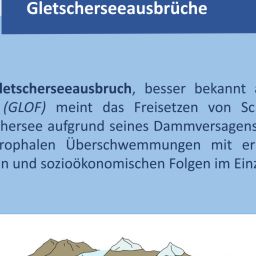 Gletscherseeausbrüche
letscherseeausbruch, besser bekannt
(GLOF) meint das Freisetzen von Sc
hersee aufgrund seines Dammversagens
rophalen Überschwemmungen mit er
n und sozioökonomischen Folgen im Einz